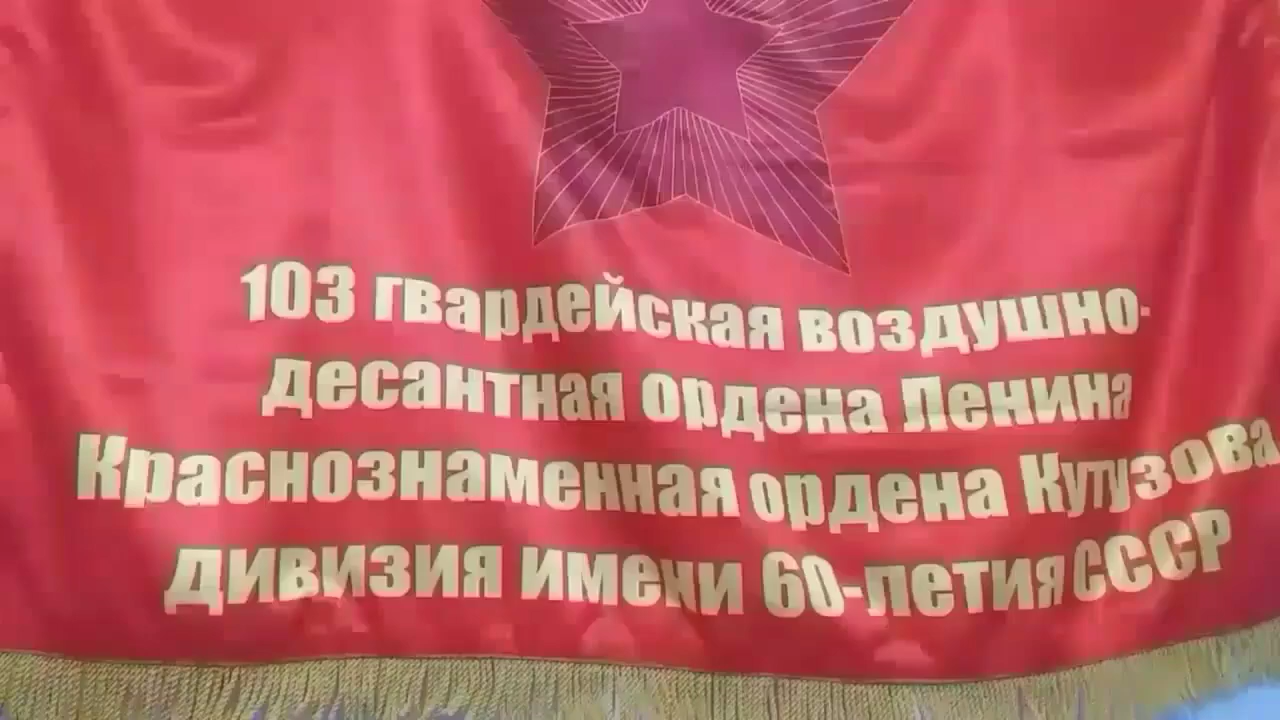 103 гвардейская воздушно-
десантная ордена Ленина
Краснознаменная ордена Кутузова
дивизия имени 60-летия СССР